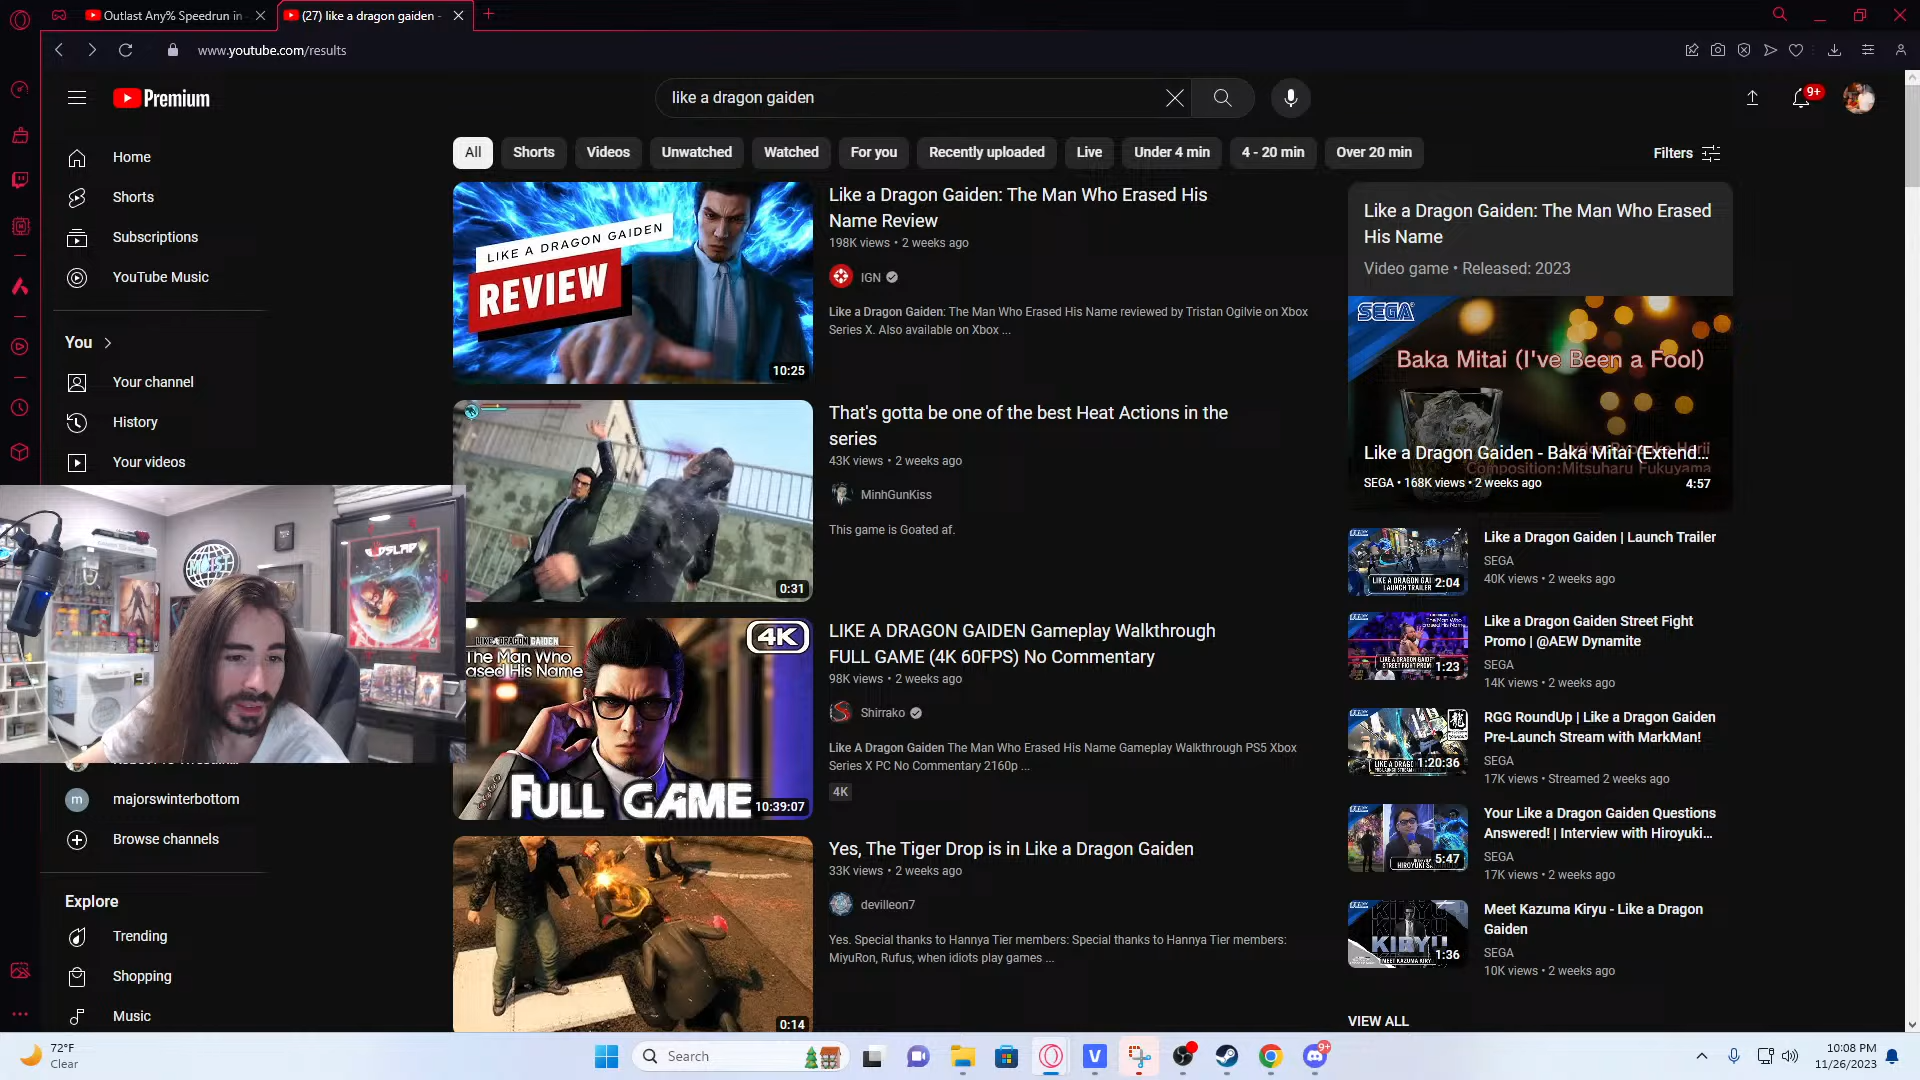 Outlast Any% Speedrun in
(27) like a dragon gaiden -
www.youtube.com/results
Premium
like a dragon gaiden
9+
Home
Shorts
Subscriptions
YouTube Music
You
Your channel
History
Your videos
majorswinterbottom
Browse channels
Explore
Trending
Shopping
Music
All
Shorts
Videos
Unwatched
Watched
For you
Recently uploaded
Live
Under 4 min
4 - 20 min
Over 20 min
Filters
LIKE A DRAGON GAIDEN
REVIEW
10:25
Like a Dragon Gaiden: The Man Who Erased His
Name Review
198K views • 2 weeks ago
IGN
Like a Dragon Gaiden: The Man Who Erased His Name reviewed by Tristan Ogilvie on Xbox
Series X. Also available on Xbox ...
0:31
That's gotta be one of the best Heat Actions in the
series
43K views • 2 weeks ago
MinhGunKiss
This game is Goated af.
LIKE A DRAGON GAIDEN
The Man Who
ased His Name
4K
FULL GAME
10:39:07
LIKE A DRAGON GAIDEN Gameplay Walkthrough
FULL GAME (4K 60FPS) No Commentary
98K views • 2 weeks ago
Shirrako
Like A Dragon Gaiden The Man Who Erased His Name Gameplay Walkthrough PS5 Xbox
Series X PC No Commentary 2160p ...
4K
0:14
Yes, The Tiger Drop is in Like a Dragon Gaiden
33K views • 2 weeks ago
devilleon7
Yes. Special thanks to Hannya Tier members: Special thanks to Hannya Tier members:
MiyuRon, Rufus, when idiots play games ...
Like a Dragon Gaiden: The Man Who Erased
His Name
Video game • Released: 2023
SEGA
Baka Mitai (I've Been a Fool)
Like a Dragon Gaiden - Baka Mitai (Extend...
Composition:Mitsuharu Fukuyama
SEGA • 168K views • 2 weeks ago
4:57
2:04
Like a Dragon Gaiden | Launch Trailer
SEGA
40K views • 2 weeks ago
1:23
Like a Dragon Gaiden Street Fight
Promo | @AEW Dynamite
SEGA
14K views • 2 weeks ago
1:20:36
RGG RoundUp | Like a Dragon Gaiden
Pre-Launch Stream with MarkMan!
SEGA
17K views • Streamed 2 weeks ago
5:47
Your Like a Dragon Gaiden Questions
Answered! | Interview with Hiroyuki...
SEGA
17K views • 2 weeks ago
KIRYU
1:36
Meet Kazuma Kiryu - Like a Dragon
Gaiden
SEGA
10K views • 2 weeks ago
VIEW ALL
MOIST
GODSLAP
72°F
Clear
Search
9+
10:08 PM
11/26/2023